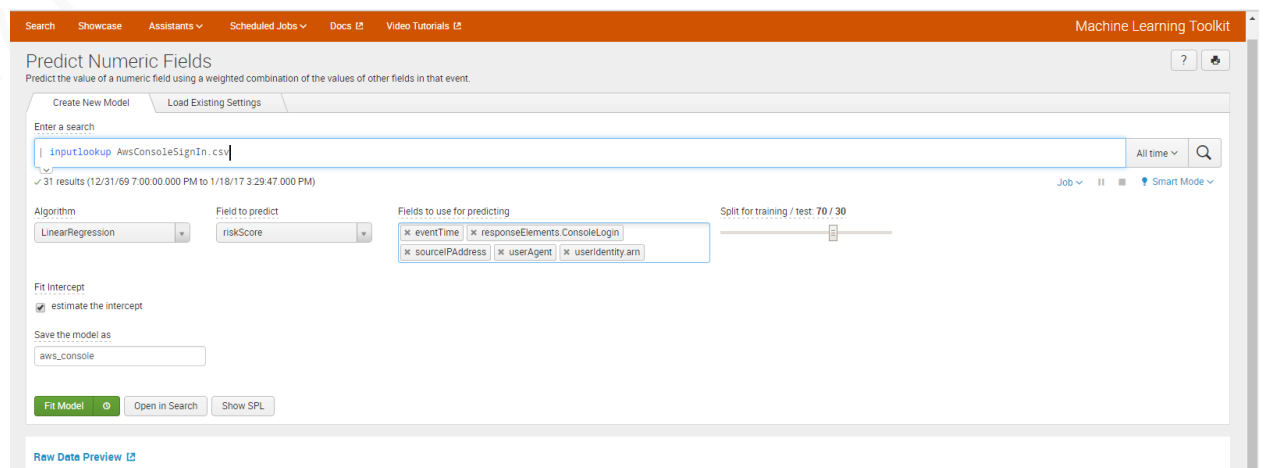 Search Showcase Assistants Scheduled Jobs Docs Video Tutorials Machine Learning Toolkit
Predict Numeric Fields ?
Predict the value of a numeric field using a weighted combination of the values of other fields in that event.
Create New Model Load Existing Settings
Enter a search
| inputlookup AwsConsoleSignIn.csv All time
✓ 31 results (12/31/69 7:00:00.000 PM to 1/18/17 3:29:47.000 PM) Job Smart Mode
Algorithm Field to predict Fields to use for predicting Split for training / test: 70 / 30
LinearRegression riskScore × eventTime × responseElements.ConsoleLogin
× sourceIPAddress × userAgent × userIdentity.arn
Fit Intercept
estimate the intercept
Save the model as
aws_console
Fit Model Open in Search Show SPL
Raw Data Preview